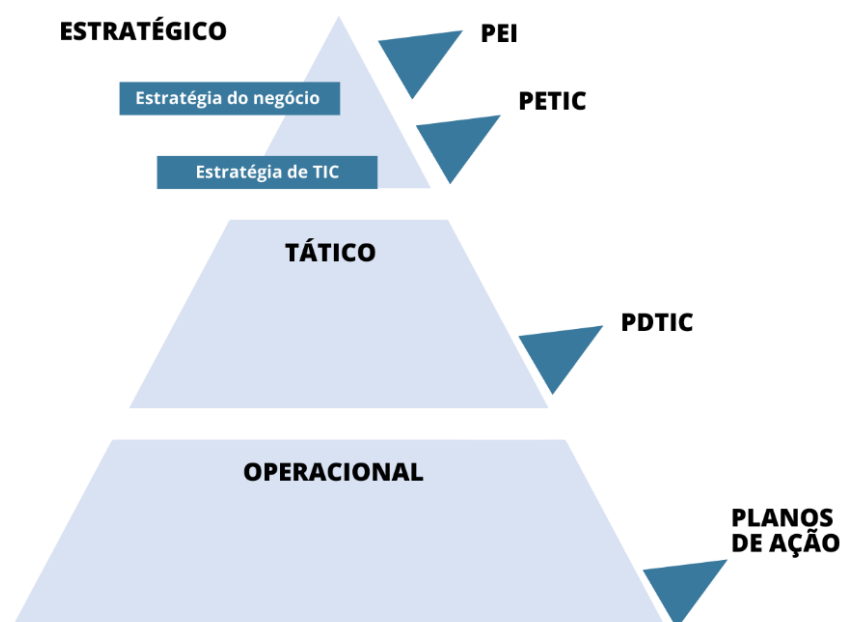 ESTRATÉGICO
PEI
Estratégia do negócio
PETIC
Estratégia de TIC
TÁTICO
PDTIC
OPERACIONAL
PLANOS
DE AÇÃO